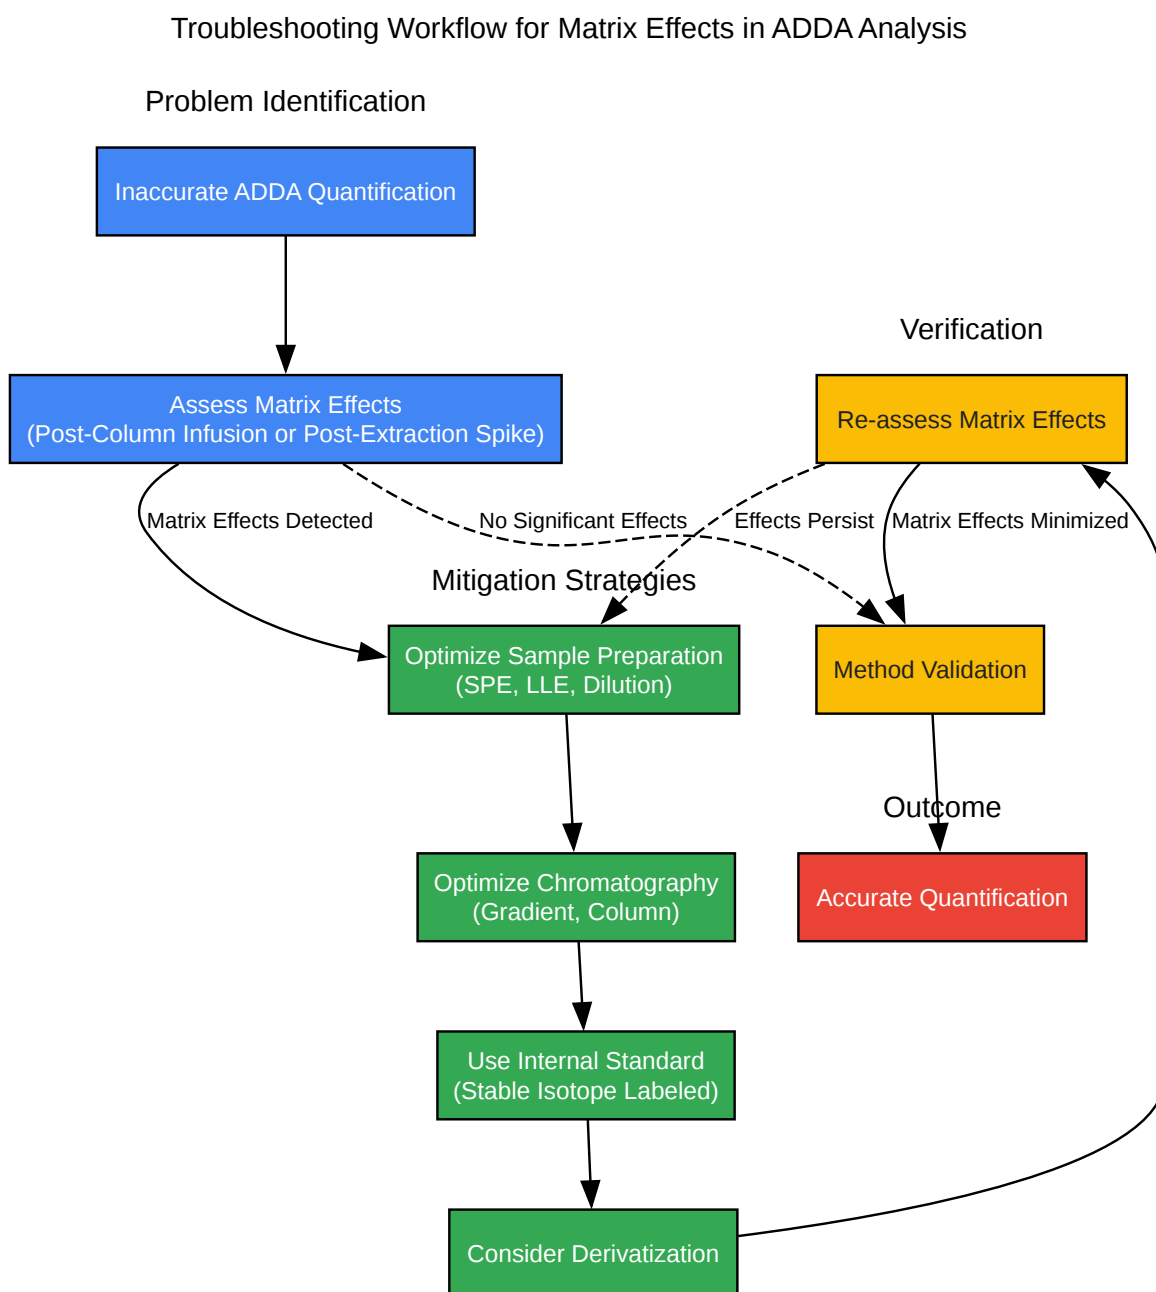 Troubleshooting Workflow for Matrix Effects in ADDA Analysis
Problem Identification
Inaccurate ADDA Quantification
Verification
Assess Matrix Effects
(Post-Column Infusion or Post-Extraction Spike)
Re-assess Matrix Effects
Matrix Effects Detected
No Significant Effects
Effects Persist
Matrix Effects Minimized
Mitigation Strategies
Optimize Sample Preparation
(SPE, LLE, Dilution)
Method Validation
Outcome
Optimize Chromatography
(Gradient, Column)
Accurate Quantification
Use Internal Standard
(Stable Isotope Labeled)
Consider Derivatization